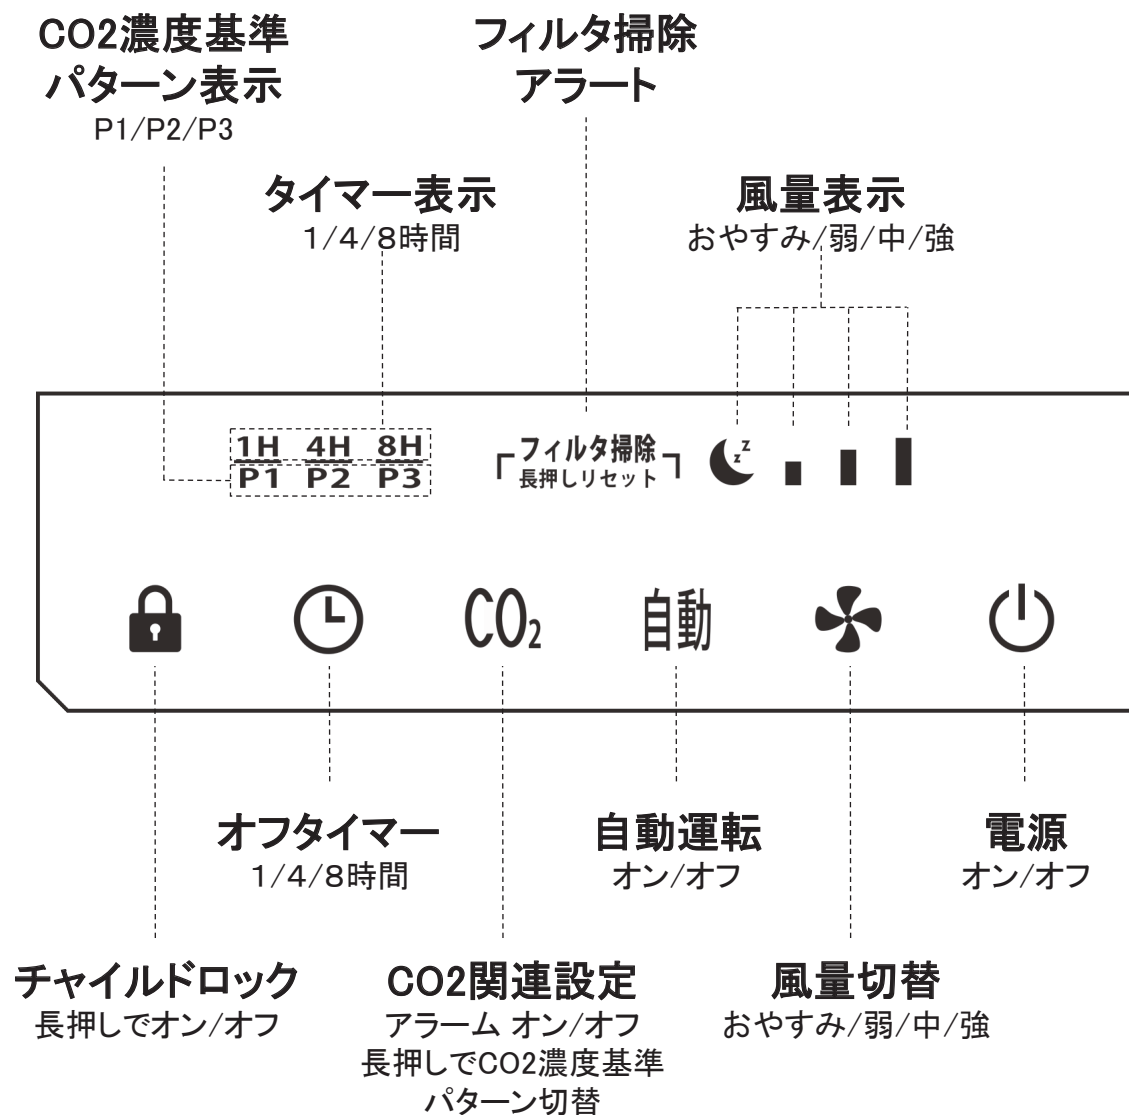 CO2濃度基準
パターン表示
P1/P2/P3
フィルタ掃除
アラート
タイマー表示
1/4/8時間
風量表示
おやすみ/弱/中/強
1H 4H 8H
P1 P2 P3
フィルタ掃除
長押しリセット
zz
CO₂
自動
オフタイマー
1/4/8時間
自動運転
オン/オフ
電源
オン/オフ
チャイルドロック
長押しでオン/オフ
CO2関連設定
アラーム オン/オフ
長押しでCO2濃度基準
パターン切替
風量切替
おやすみ/弱/中/強